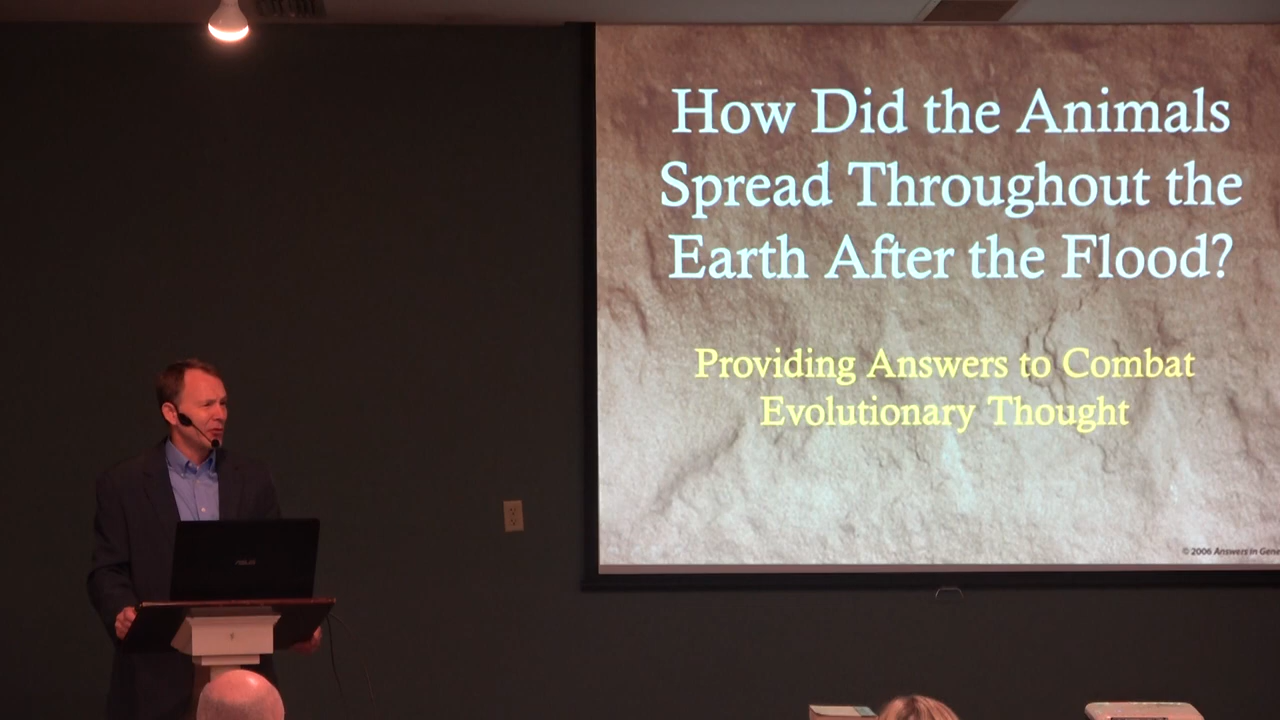 How Did the Animals
Spread Throughout the
Earth After the Flood?
Providing Answers to Combat
Evolutionary Thought
© 2006 Answers In Gene
ASUS